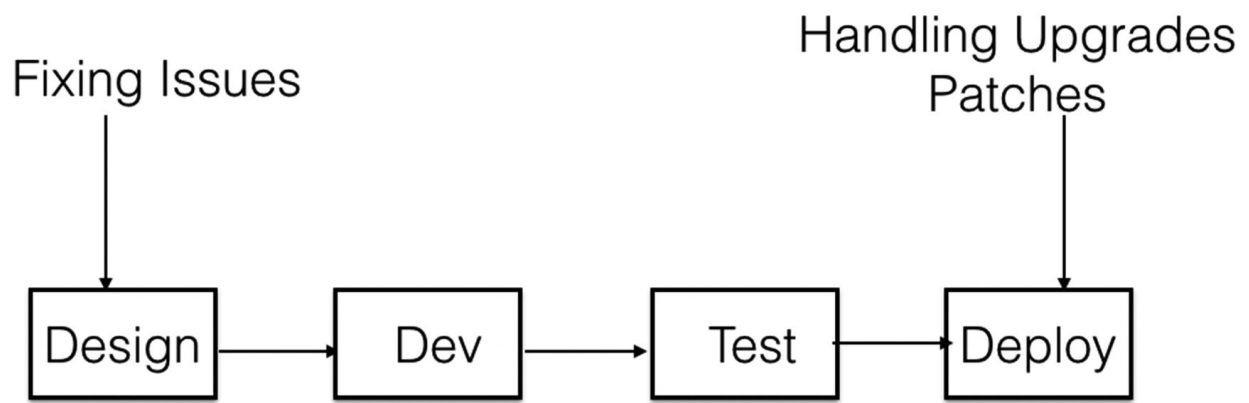 Handling Upgrades
Patches
Fixing Issues
Design
Dev
Test
Deploy